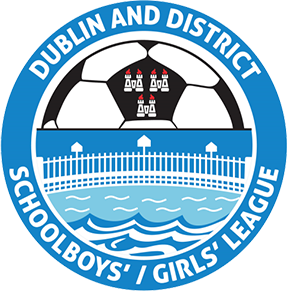 DUBLIN AND DISTRICT
SCHOOLBOYS' / GIRLS' LEAGUE